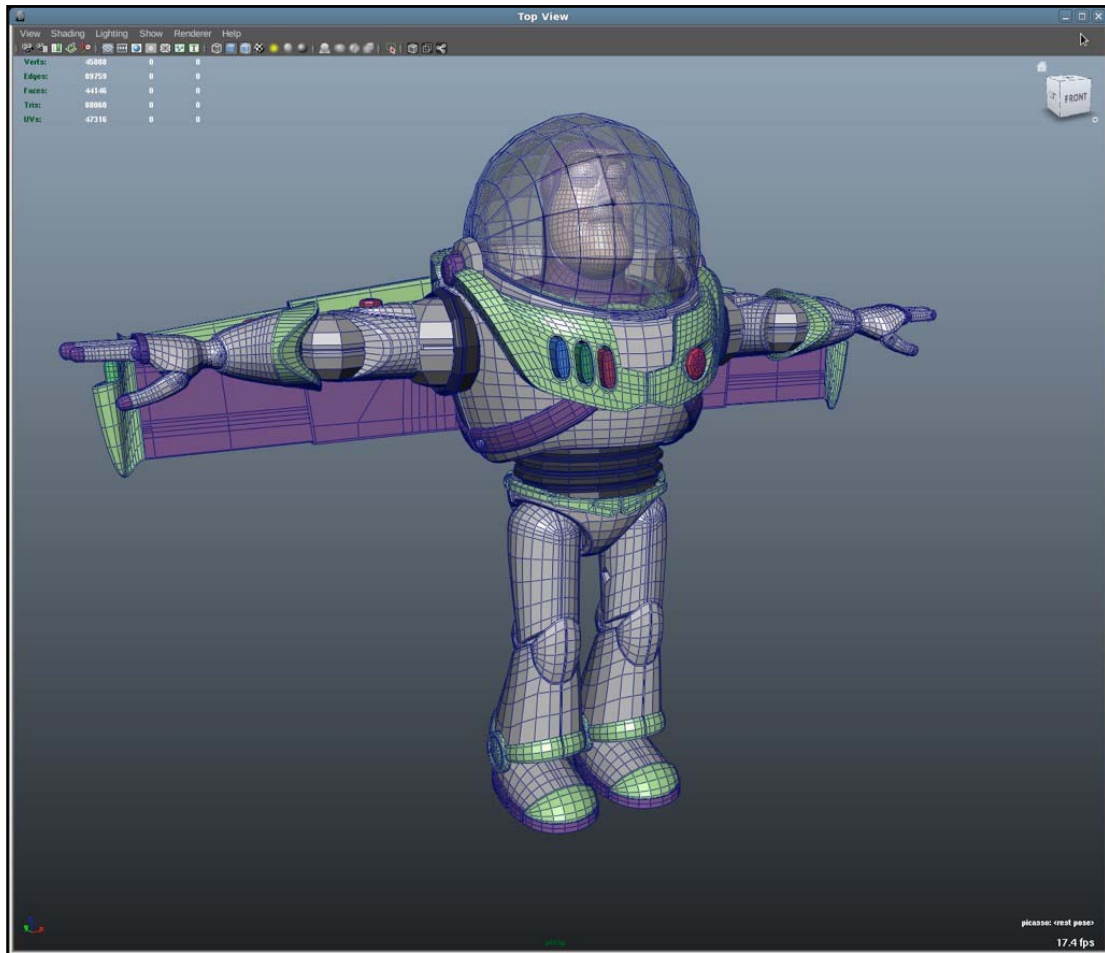 Top View
View Shading Lighting Show Renderer Help
Verts: 45808 0 0
Edges: 89759 0 0
Faces: 44146 0 0
Tris: 88060 0 0
UVs: 47316 0 0
FRONT
persp
picasso: <rest pose>
17.4 fps